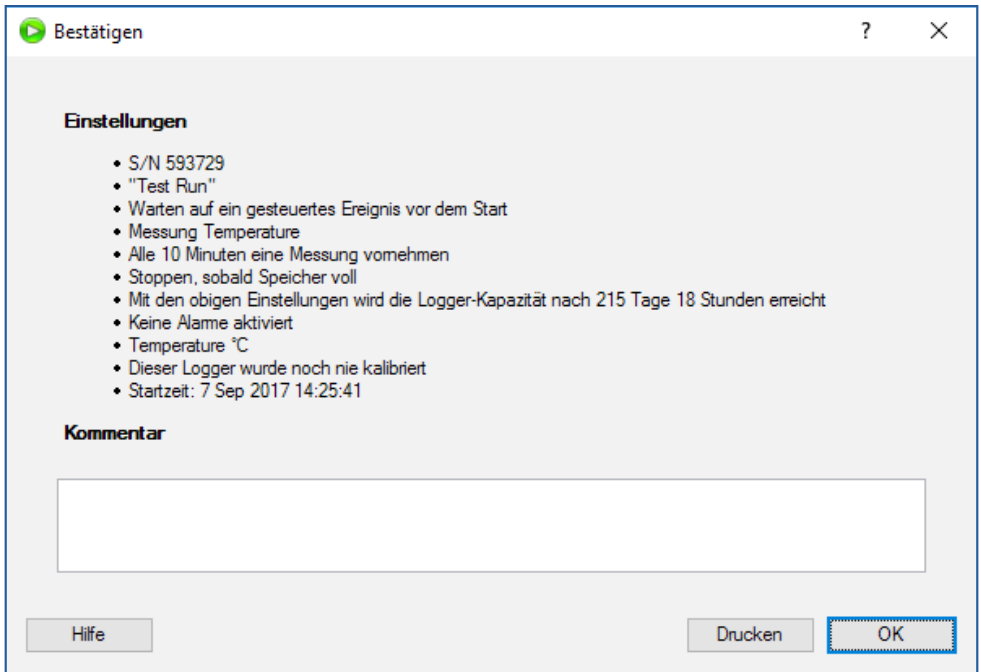 Bestätigen
?
Einstellungen
• S/N 593729
• "Test Run"
• Warten auf ein gesteuertes Ereignis vor dem Start
• Messung Temperature
• Alle 10 Minuten eine Messung vornehmen
• Stoppen, sobald Speicher voll
• Mit den obigen Einstellungen wird die Logger-Kapazität nach 215 Tage 18 Stunden erreicht
• Keine Alarme aktiviert
• Temperature °C
• Dieser Logger wurde noch nie kalibriert
• Startzeit: 7 Sep 2017 14:25:41
Kommentar
Hilfe
Drucken
OK